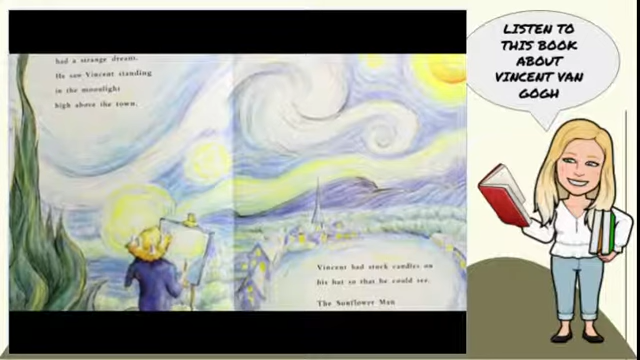 had a strange dream.
He saw Vincent standing
in the moonlight
high above the town.
Vincent had stuck candles on
his hat so that he could see.
The Sunflower Man
LISTEN TO
THIS BOOK
ABOUT
VINCENT VAN
GOGH